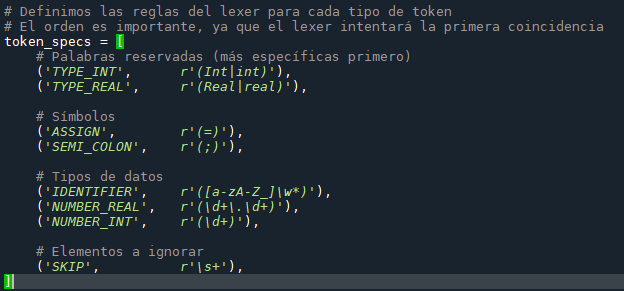 # Definimos las reglas del lexer para cada tipo de token
# El orden es importante, ya que el lexer intentará la primera coincidencia
token_specs = [
    # Palabras reservadas (más específicas primero)
    ('TYPE_INT',      r'(Int|int)'),
    ('TYPE_REAL',     r'(Real|real)'),

    # Símbolos
    ('ASSIGN',        r'(=)'),
    ('SEMI_COLON',    r'(;)'),

    # Tipos de datos
    ('IDENTIFIER',    r'([a-zA-Z_]\w*)'),
    ('NUMBER_REAL',   r'(\d+\.\d+)'),
    ('NUMBER_INT',    r'(\d+)'),

    # Elementos a ignorar
    ('SKIP',          r'\s+'),
]